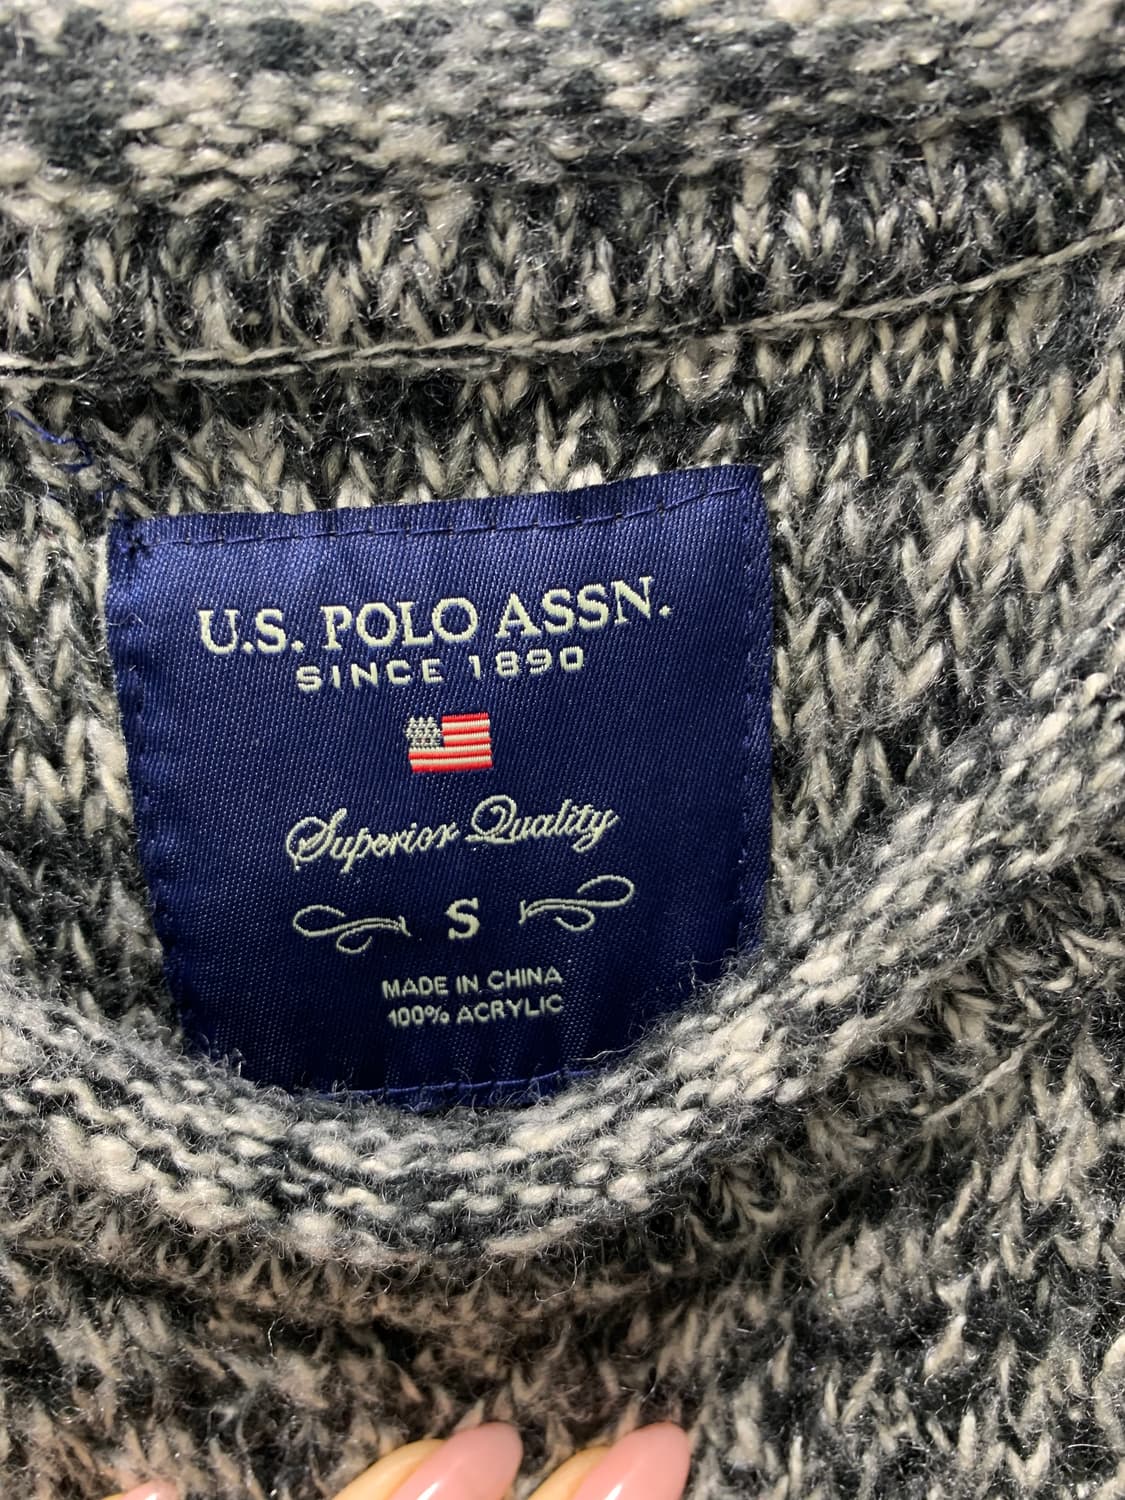 U.S. POLO ASSN.
SINCE 1890
Superior Quality
S
MADE IN CHINA
100% ACRYLIC